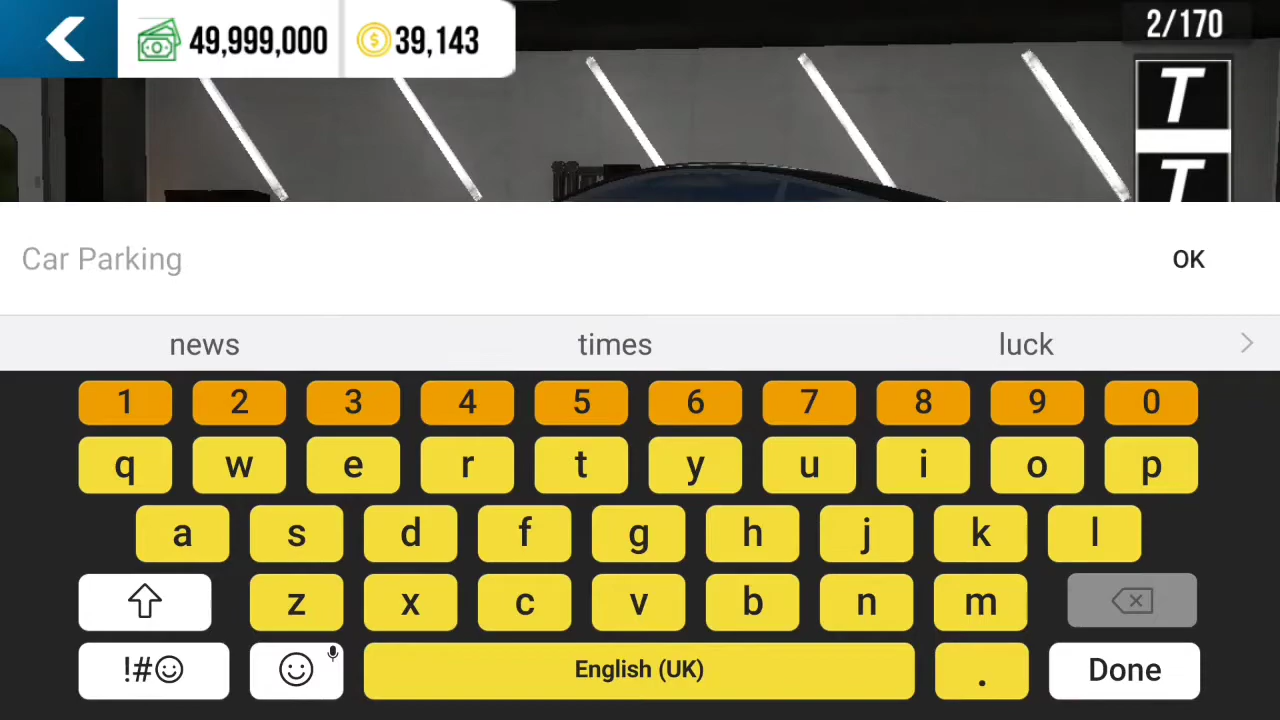 49,999,000 39,143 2/170
T
T
Car Parking OK
news times luck
1 2 3 4 5 6 7 8 9 0
q w e r t y u i o p
a s d f g h j k l
z x c v b n m
!#☺ English (UK) . Done